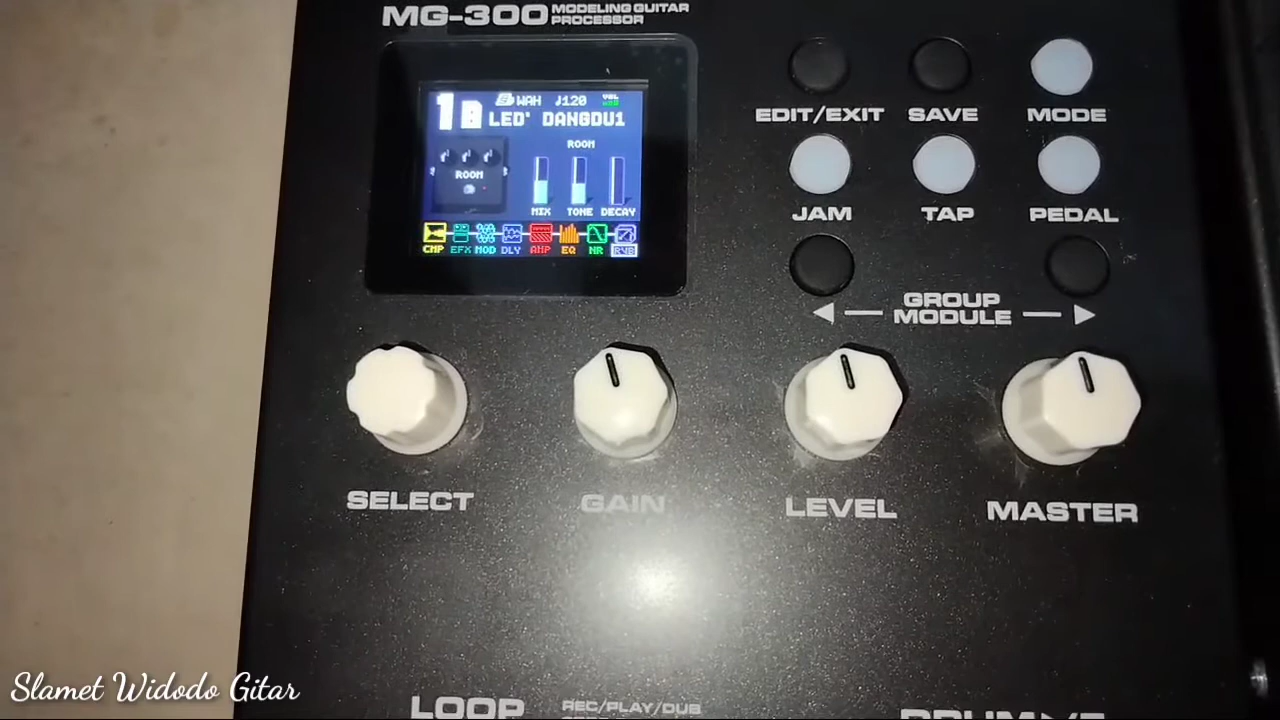 MG-300 MODELING GUITAR
PROCESSOR
1B WAH ♩120 VOL
LED' DANGDU1
ROOM
ROOM
MIX TONE DECAY
CMP EFX MOD DLY AMP EQ NR RVB
EDIT/EXIT SAVE MODE
JAM TAP PEDAL
GROUP
MODULE
SELECT GAIN LEVEL MASTER
LOOP REC/PLAY/DUB
Slamet Widodo Gitar